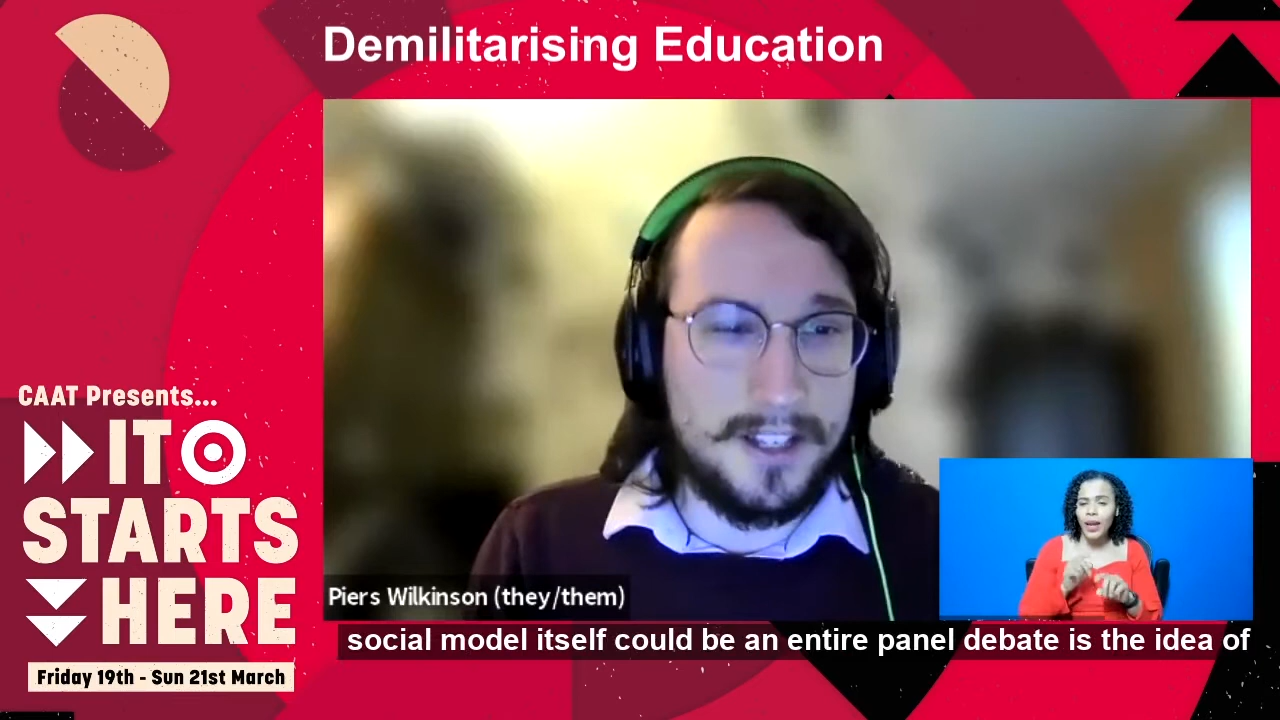 Demilitarising Education
CAAT Presents...
IT
STARTS
HERE
Friday 19th - Sun 21st March
Piers Wilkinson (they/them)
social model itself could be an entire panel debate is the idea of